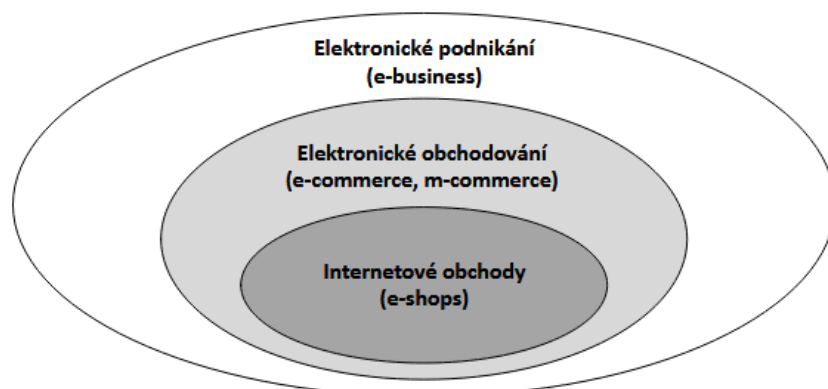 Elektronické podnikání
(e-business)
Elektronické obchodování
(e-commerce, m-commerce)
Internetové obchody
(e-shops)